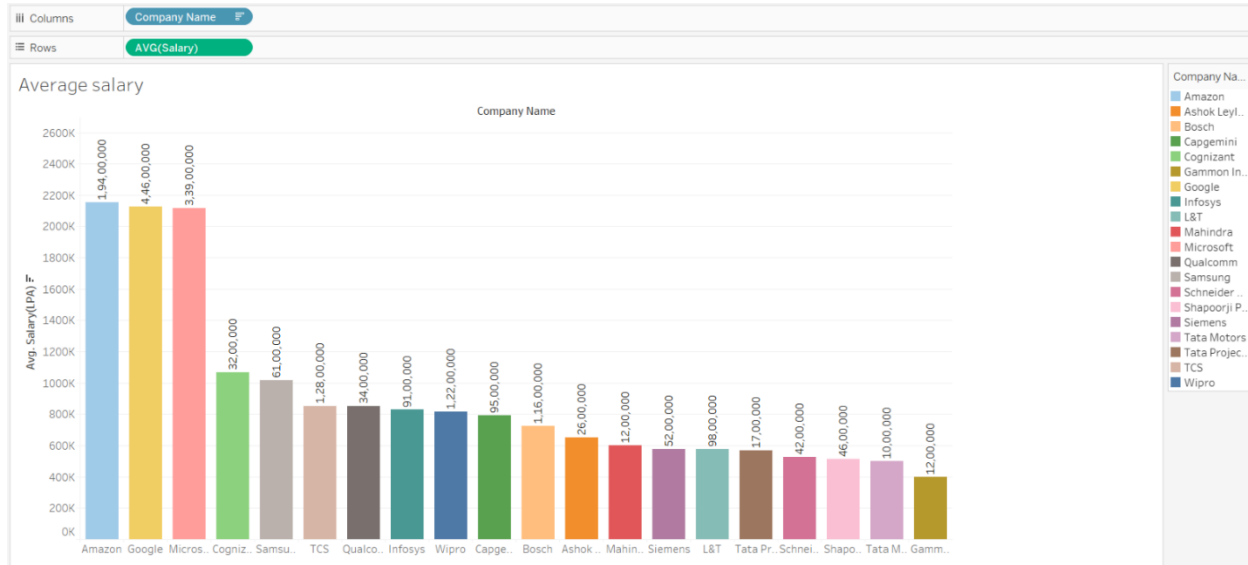 Columns
Company Name
Rows
AVG(Salary)
Average salary
Company Name
Avg. Salary(LPA)
2600K
2400K
2200K
2000K
1800K
1600K
1400K
1200K
1000K
800K
600K
400K
200K
0K
1,94,00,000
4,46,00,000
3,39,00,000
32,00,000
61,00,000
1,28,00,000
34,00,000
91,00,000
1,22,00,000
95,00,000
1,16,00,000
26,00,000
12,00,000
52,00,000
98,00,000
17,00,000
42,00,000
46,00,000
10,00,000
12,00,000
Amazon Google Micros.. Cogniz.. Samsu.. TCS Qualco.. Infosys Wipro Capge.. Bosch Ashok .. Mahin.. Siemens L&T Tata Pr.. Schnei.. Shapo.. Tata M.. Gamm..
Company Na...
Amazon
Ashok Leyl..
Bosch
Capgemini
Cognizant
Gammon In..
Google
Infosys
L&T
Mahindra
Microsoft
Qualcomm
Samsung
Schneider ..
Shapoorji P..
Siemens
Tata Motors
Tata Projec..
TCS
Wipro